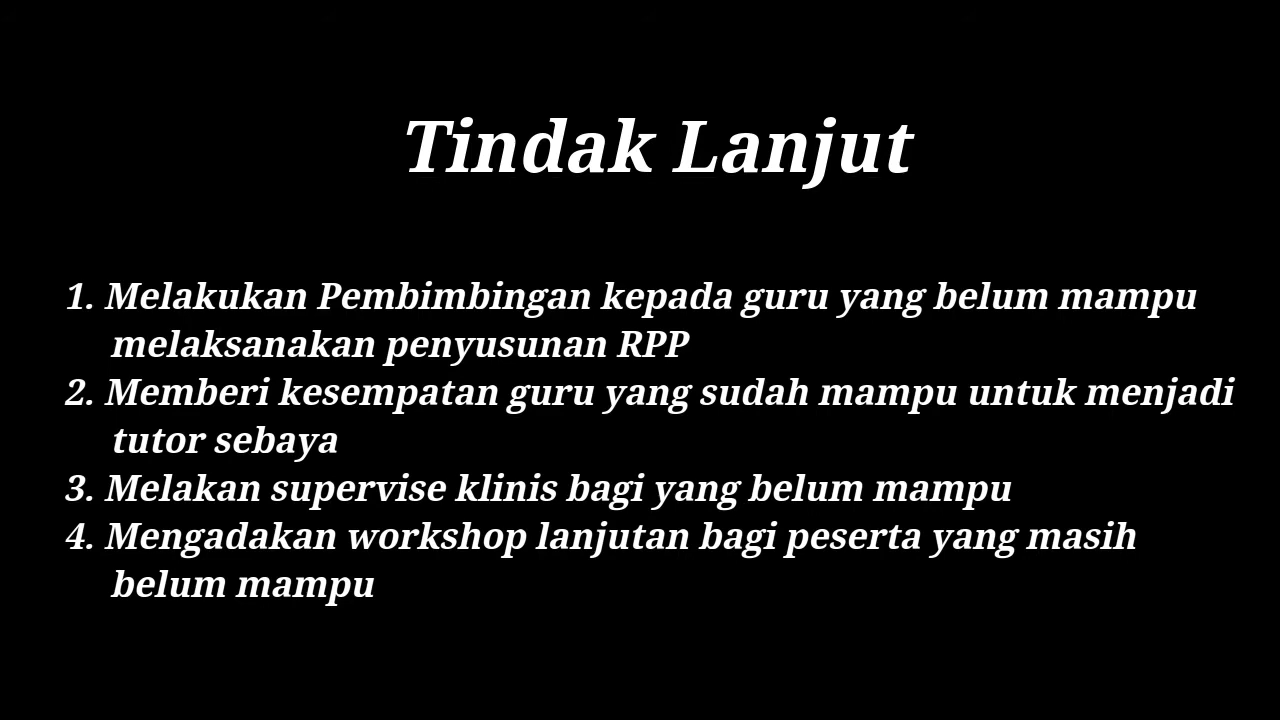 Tindak Lanjut
1. Melakukan Pembimbingan kepada guru yang belum mampu
melaksanakan penyusunan RPP
2. Memberi kesempatan guru yang sudah mampu untuk menjadi
tutor sebaya
3. Melakan supervise klinis bagi yang belum mampu
4. Mengadakan workshop lanjutan bagi peserta yang masih
belum mampu